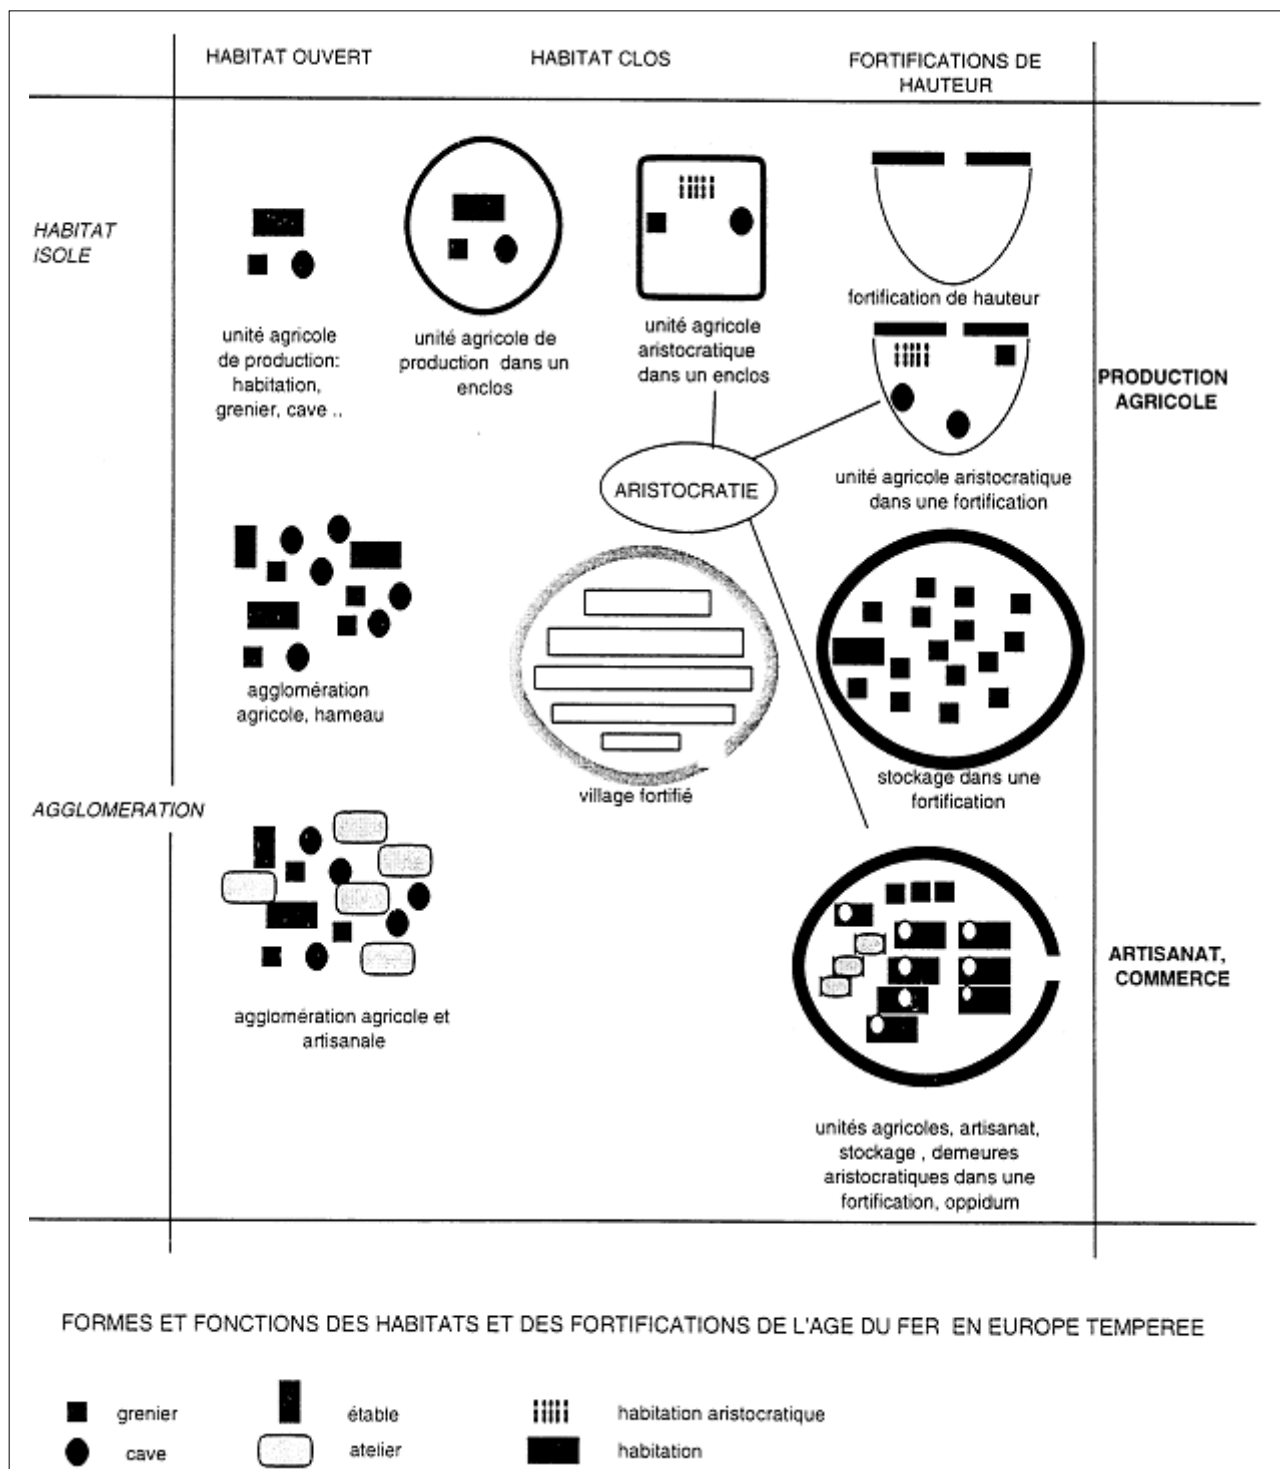 HABITAT OUVERT
HABITAT CLOS
FORTIFICATIONS DE
HAUTEUR
HABITAT
ISOLE
unité agricole
de production:
habitation,
grenier, cave ..
unité agricole de
production dans un
enclos
unité agricole
aristocratique
dans un enclos
fortification de hauteur
unité agricole aristocratique
dans une fortification
PRODUCTION
AGRICOLE
ARISTOCRATIE
agglomération
agricole, hameau
village fortifié
stockage dans une
fortification
AGGLOMERATION
agglomération agricole et
artisanale
unités agricoles, artisanat,
stockage , demeures
aristocratiques dans une
fortification, oppidum
ARTISANAT,
COMMERCE
FORMES ET FONCTIONS DES HABITATS ET DES FORTIFICATIONS DE L'AGE DU FER EN EUROPE TEMPEREE
grenier
étable
habitation aristocratique
cave
atelier
habitation